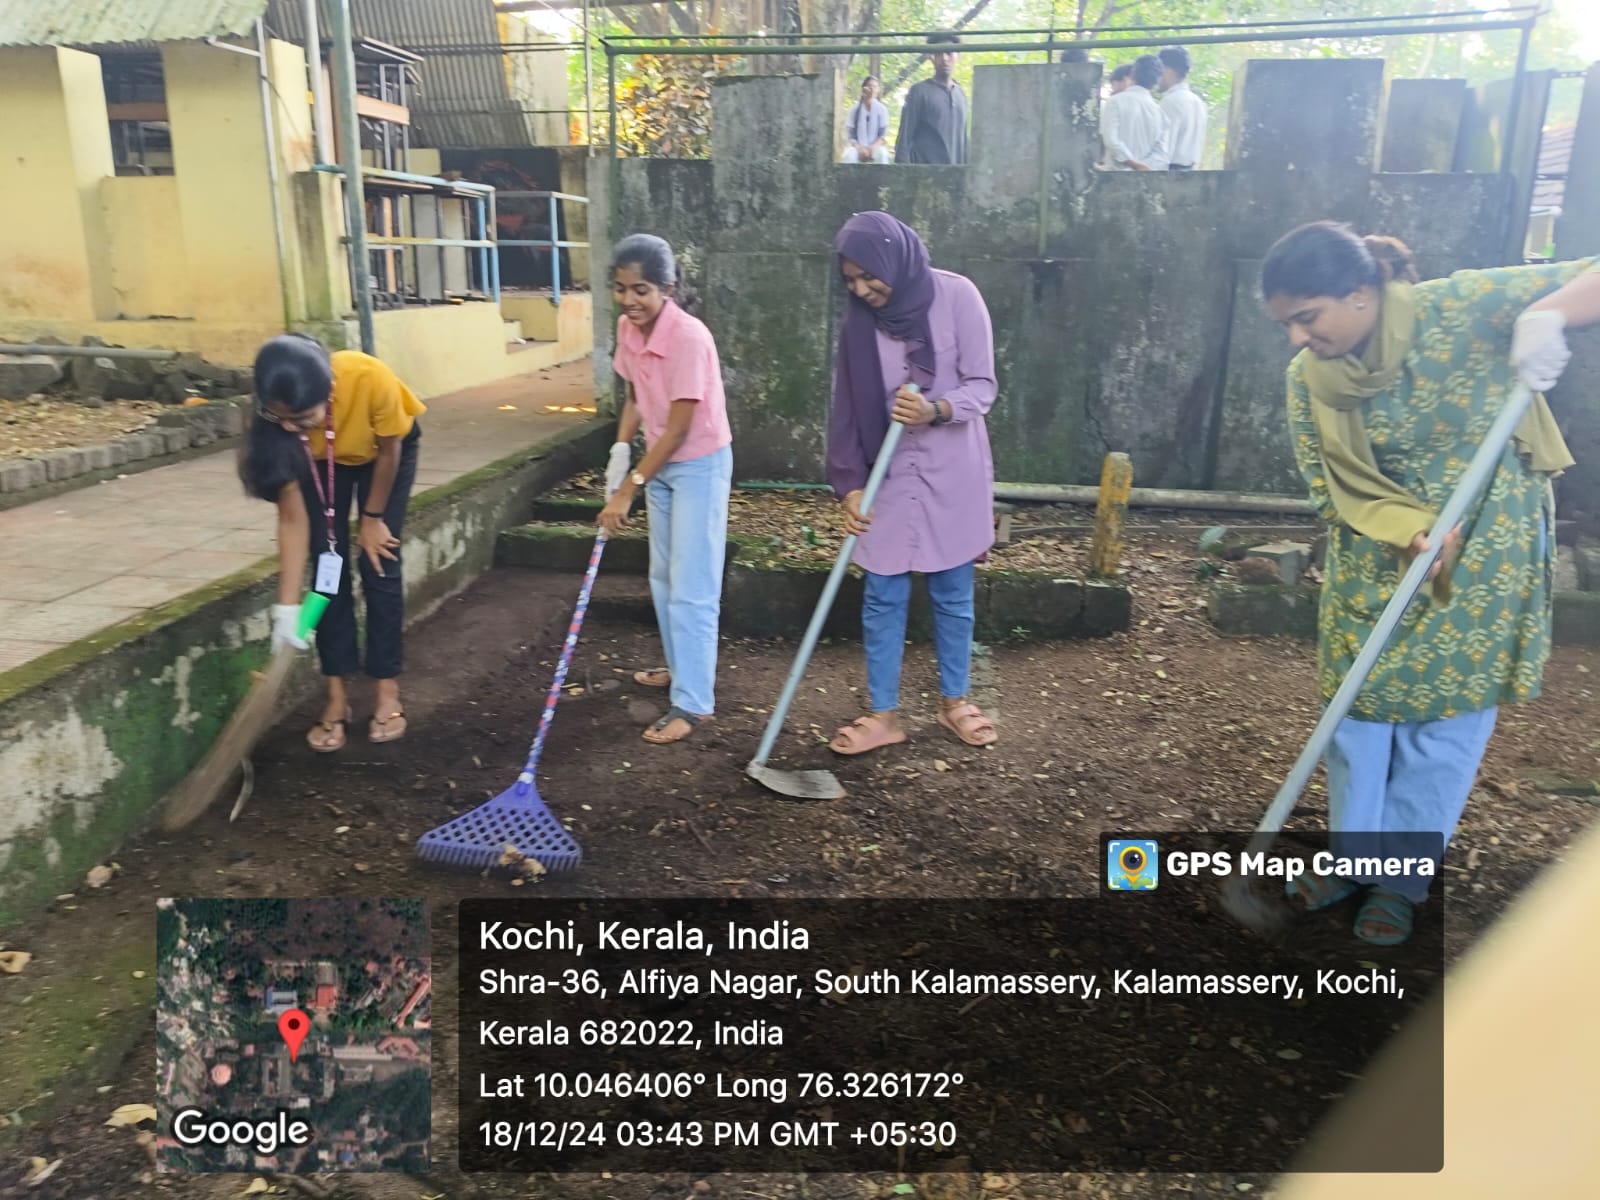 GPS Map Camera
Kochi, Kerala, India
Shra-36, Alfiya Nagar, South Kalamassery, Kalamassery, Kochi,
Kerala 682022, India
Lat 10.046406° Long 76.326172°
18/12/24 03:43 PM GMT +05:30
Google